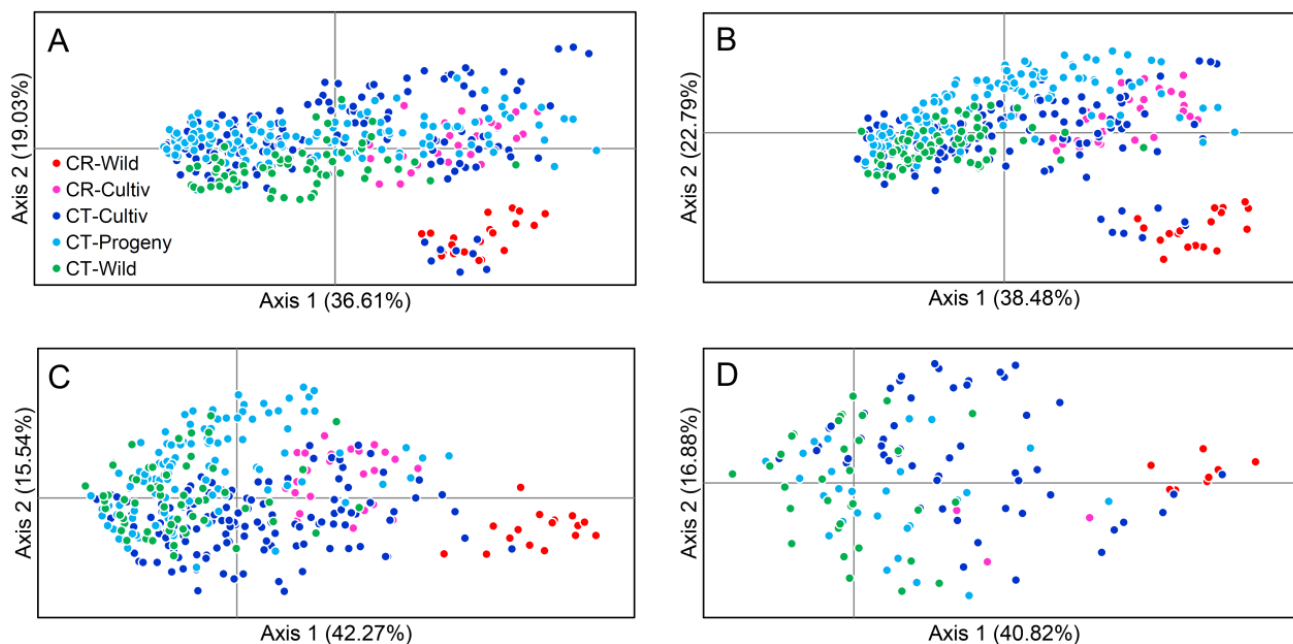 A
Axis 2 (19.03%)
CR-Wild
CR-Cultiv
CT-Cultiv
CT-Progeny
CT-Wild
Axis 1 (36.61%)
B
Axis 2 (22.79%)
Axis 1 (38.48%)
C
Axis 2 (15.54%)
Axis 1 (42.27%)
D
Axis 2 (16.88%)
Axis 1 (40.82%)